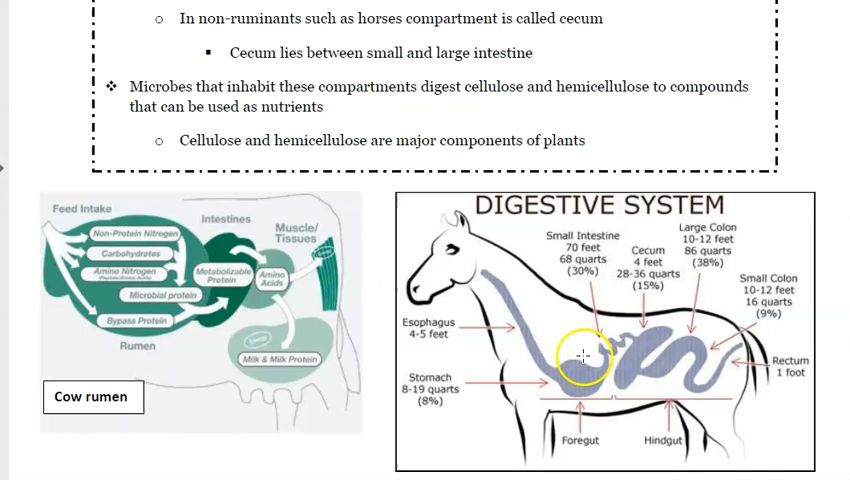 In non-ruminants such as horses compartment is called cecum
Cecum lies between small and large intestine
Microbes that inhabit these compartments digest cellulose and hemicellulose to compounds
that can be used as nutrients
Cellulose and hemicellulose are major components of plants
Feed Intake
Non-Protein Nitrogen
Carbohydrates
Amino Nitrogen
Microbial protein
Bypass Protein
Rumen
Intestines
Metabolizable
Protein
Muscle/
Tissues
Amino
Acids
Milk & Milk Protein
Cow rumen
DIGESTIVE SYSTEM
Small Intestine
70 feet
68 quarts
(30%)
Cecum
4 feet
28-36 quarts
(15%)
Large Colon
10-12 feet
86 quarts
(38%)
Small Colon
10-12 feet
16 quarts
(9%)
Esophagus
4-5 feet
Stomach
8-19 quarts
(8%)
Rectum
1 foot
Foregut
Hindgut